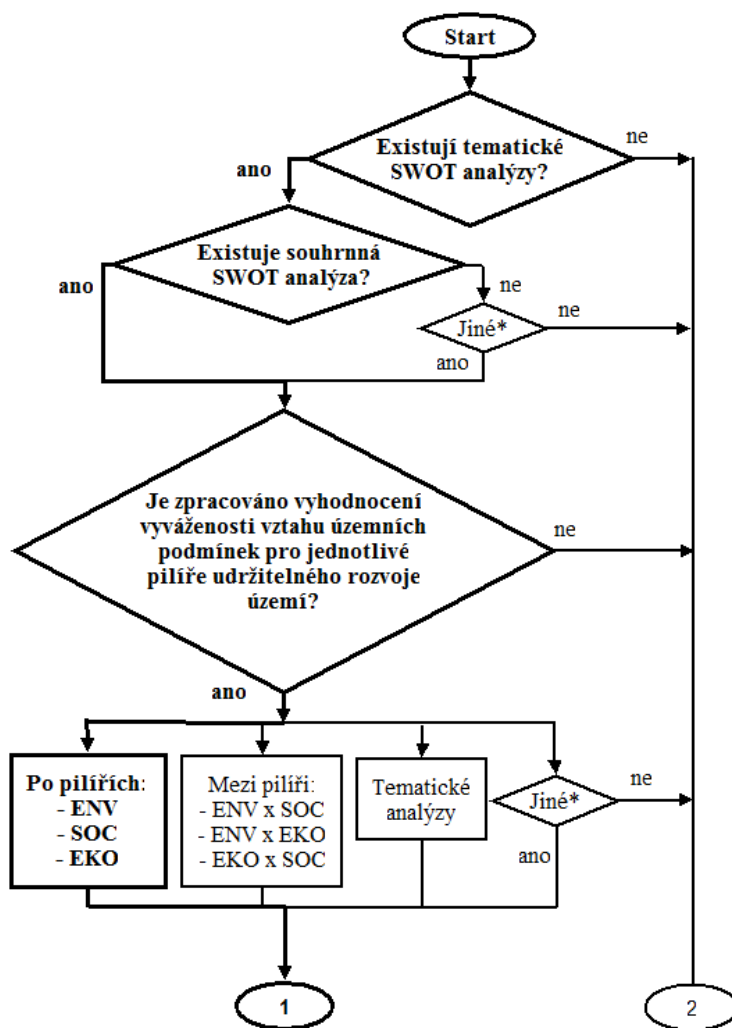 Start
Existují tematické
SWOT analýzy?
ne
ano
Existuje souhrnná
SWOT analýza?
ano
ne
Jiné*
ne
ano
Je zpracováno vyhodnocení
vyváženosti vztahu územních
podmínek pro jednotlivé
pilíře udržitelného rozvoje
území?
ne
ano
Po pilířích:
- ENV
- SOC
- EKO
Mezi pilíři:
- ENV x SOC
- ENV x EKO
- EKO x SOC
Tematické
analýzy
Jiné*
ne
ano
1
2